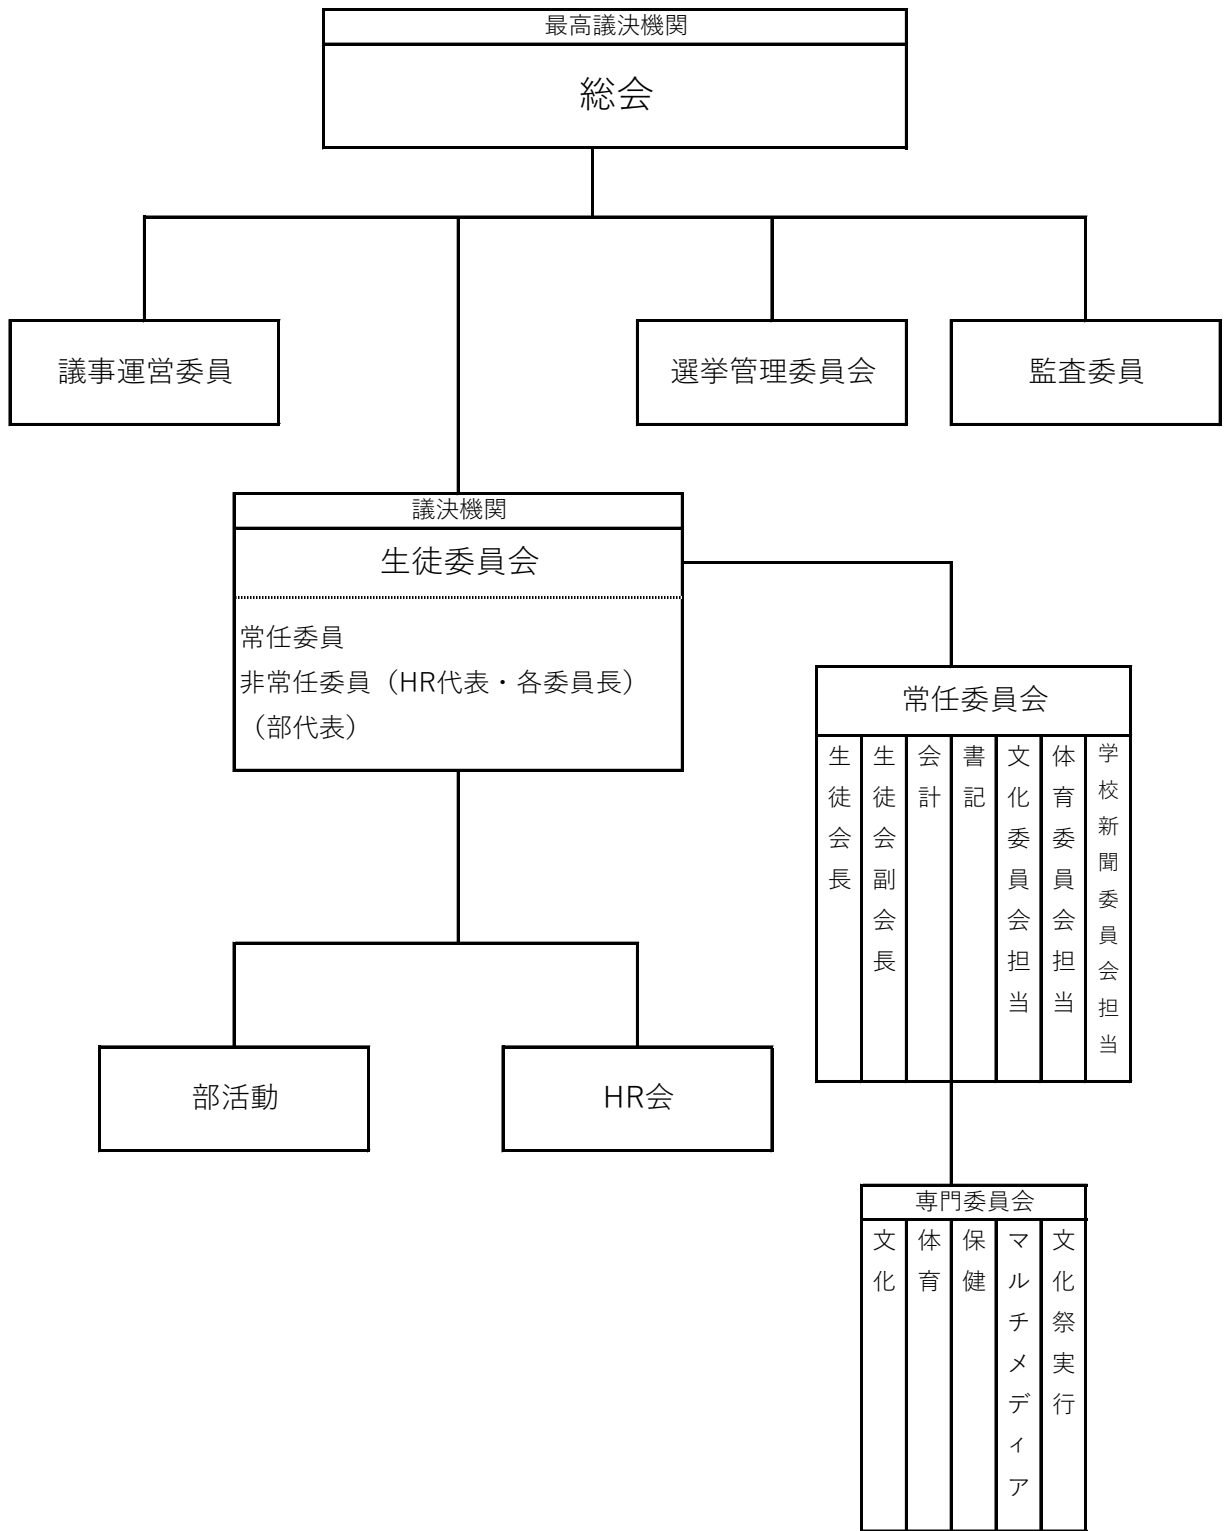 最高議決機関
総会
議事運営委員
選挙管理委員会
監査委員
議決機関
生徒委員会
常任委員
非常任委員（HR代表・各委員長）
（部代表）
常任委員会
生徒会長
生徒会副会長
会計
書記
文化委員会担当
体育委員会担当
学校新聞委員会担当
部活動
HR会
専門委員会
文化
体育
保健
マルチメディア
文化祭実行